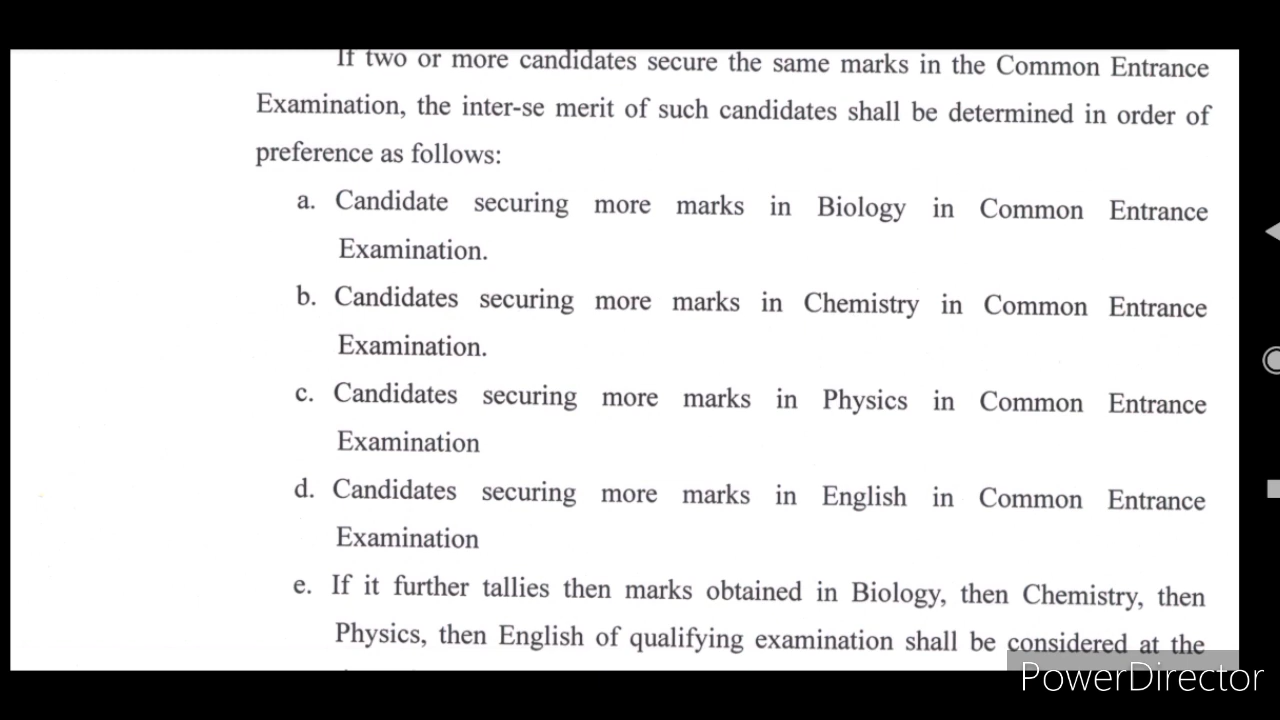 If two or more candidates secure the same marks in the Common Entrance
Examination, the inter-se merit of such candidates shall be determined in order of
preference as follows:
a. Candidate securing more marks in Biology in Common Entrance
Examination.
b. Candidates securing more marks in Chemistry in Common Entrance
Examination.
c. Candidates securing more marks in Physics in Common Entrance
Examination
d. Candidates securing more marks in English in Common Entrance
Examination
e. If it further tallies then marks obtained in Biology, then Chemistry, then
Physics, then English of qualifying examination shall be considered at the
PowerDirector